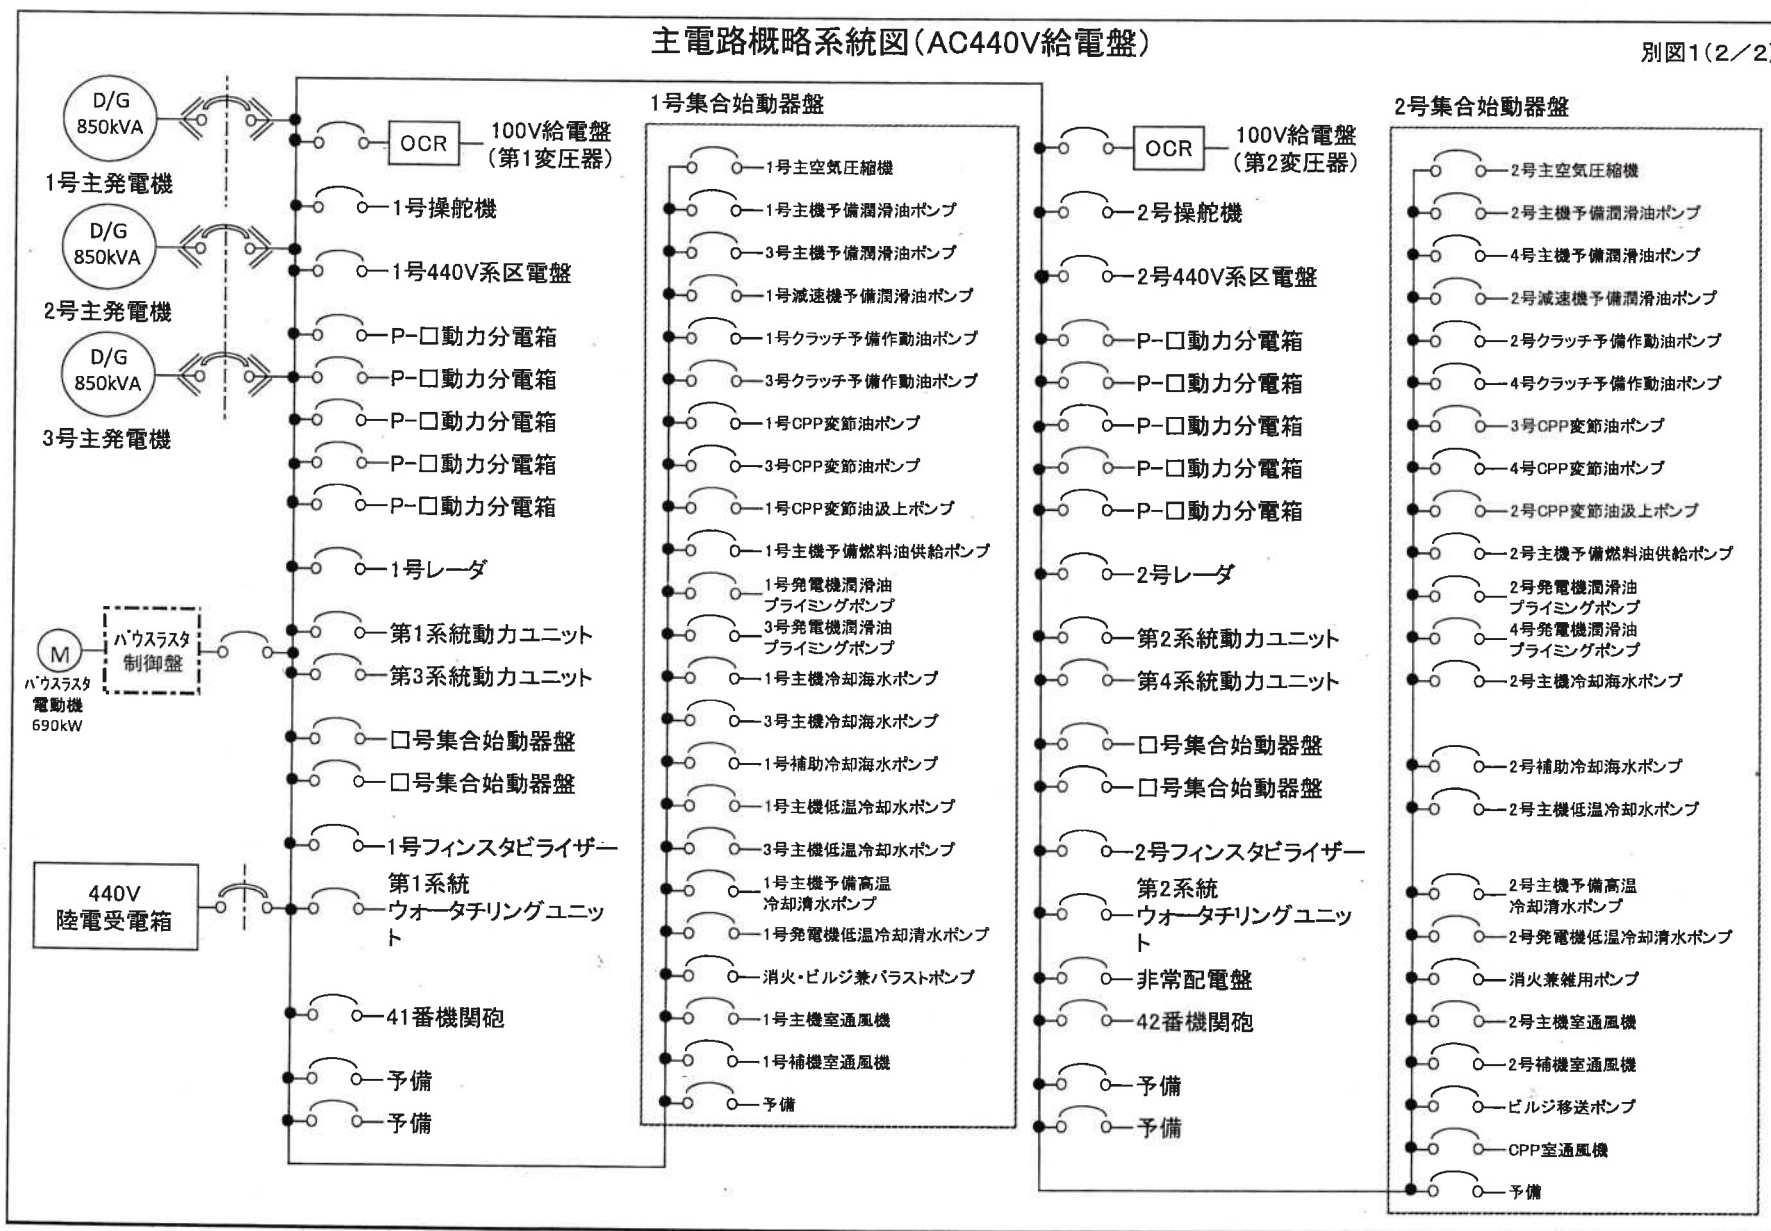 主電路概略系統図(AC440V給電盤)
別図1(2/2)
D/G
850kVA
1号主発電機
D/G
850kVA
2号主発電機
D/G
850kVA
3号主発電機
M
バウスラスタ
電動機
690kW
バウスラスタ
制御盤
440V
陸電受電箱
OCR
100V給電盤
(第1変圧器)
1号操舵機
1号440V系区電盤
P-口動力分電箱
P-口動力分電箱
P-口動力分電箱
P-口動力分電箱
P-口動力分電箱
1号レーダ
第1系統動力ユニット
第3系統動力ユニット
口号集合始動器盤
口号集合始動器盤
1号フィンスタビライザー
第1系統
ウォータチリングユニッ
ト
41番機関砲
予備
予備
1号集合始動器盤
1号主空気圧縮機
1号主機予備潤滑油ポンプ
3号主機予備潤滑油ポンプ
1号減速機予備潤滑油ポンプ
1号クラッチ予備作動油ポンプ
3号クラッチ予備作動油ポンプ
1号CPP変節油ポンプ
3号CPP変節油ポンプ
1号CPP変節油汲上ポンプ
1号主機予備燃料油供給ポンプ
1号発電機潤滑油
プライミングポンプ
3号発電機潤滑油
プライミングポンプ
1号主機冷却海水ポンプ
3号主機冷却海水ポンプ
1号補助冷却海水ポンプ
1号主機低温冷却水ポンプ
3号主機低温冷却水ポンプ
1号主機予備高温
冷却清水ポンプ
1号発電機低温冷却清水ポンプ
消火・ビルジ兼バラストポンプ
1号主機室通風機
1号補機室通風機
予備
OCR
100V給電盤
(第2変圧器)
2号操舵機
2号440V系区電盤
P-口動力分電箱
P-口動力分電箱
P-口動力分電箱
P-口動力分電箱
P-口動力分電箱
2号レーダ
第2系統動力ユニット
第4系統動力ユニット
口号集合始動器盤
口号集合始動器盤
2号フィンスタビライザー
第2系統
ウォータチリングユニッ
ト
非常配電盤
42番機関砲
予備
予備
2号集合始動器盤
2号主空気圧縮機
2号主機予備潤滑油ポンプ
4号主機予備潤滑油ポンプ
2号減速機予備潤滑油ポンプ
2号クラッチ予備作動油ポンプ
4号クラッチ予備作動油ポンプ
3号CPP変節油ポンプ
4号CPP変節油ポンプ
2号CPP変節油汲上ポンプ
2号主機予備燃料油供給ポンプ
2号発電機潤滑油
プライミングポンプ
4号発電機潤滑油
プライミングポンプ
2号主機冷却海水ポンプ
2号補助冷却海水ポンプ
2号主機低温冷却水ポンプ
2号主機予備高温
冷却清水ポンプ
2号発電機低温冷却清水ポンプ
消火兼雑用ポンプ
2号主機室通風機
2号補機室通風機
ビルジ移送ポンプ
CPP室通風機
予備